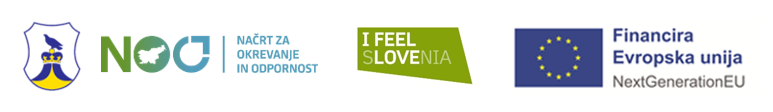 NOO
NAČRT ZA
OKREVANJE
IN ODPORNOST
I FEEL
SLOVENIA
Financira
Evropska unija
NextGenerationEU